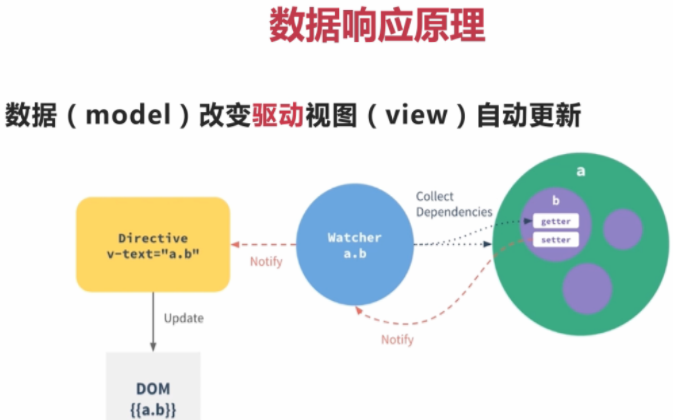 数据响应原理
数据（model）改变驱动视图（view）自动更新
a
Collect
Dependencies
b
getter
setter
Directive
v-text="a.b"
Watcher
a.b
Notify
Update
Notify
DOM
{{a.b}}